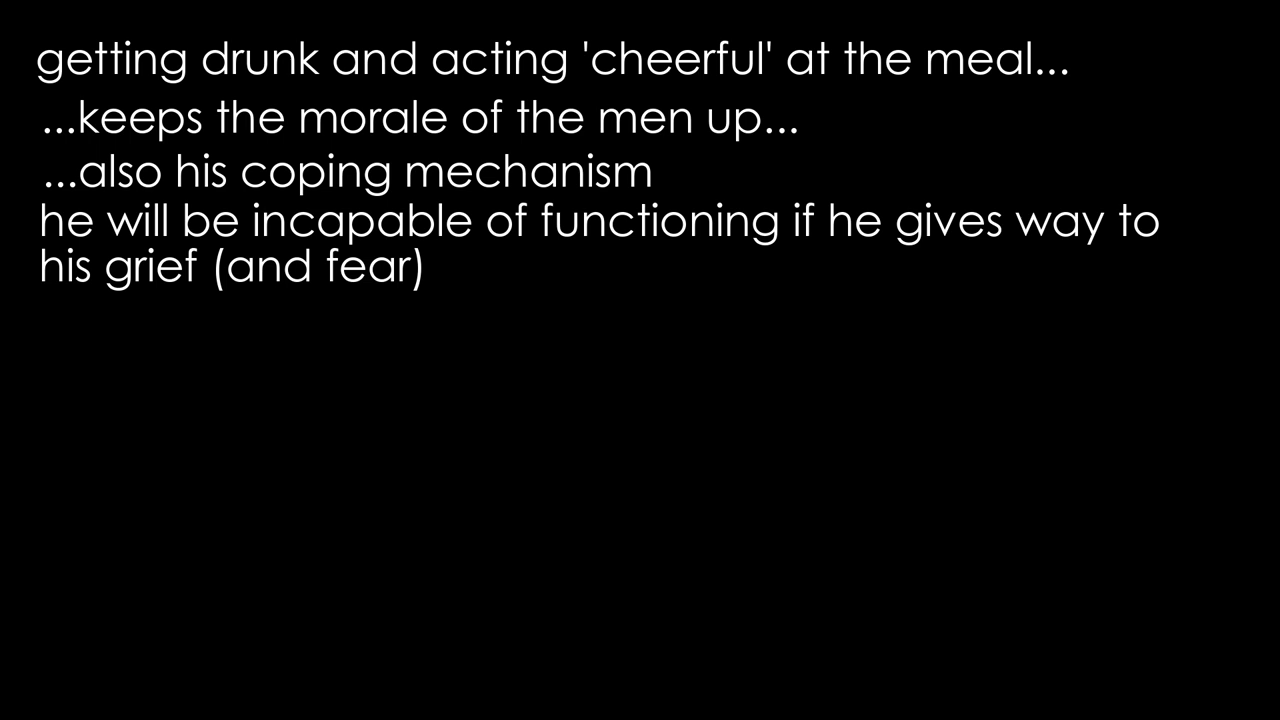 getting drunk and acting 'cheerful' at the meal...
...keeps the morale of the men up...
...also his coping mechanism
he will be incapable of functioning if he gives way to
his grief (and fear)